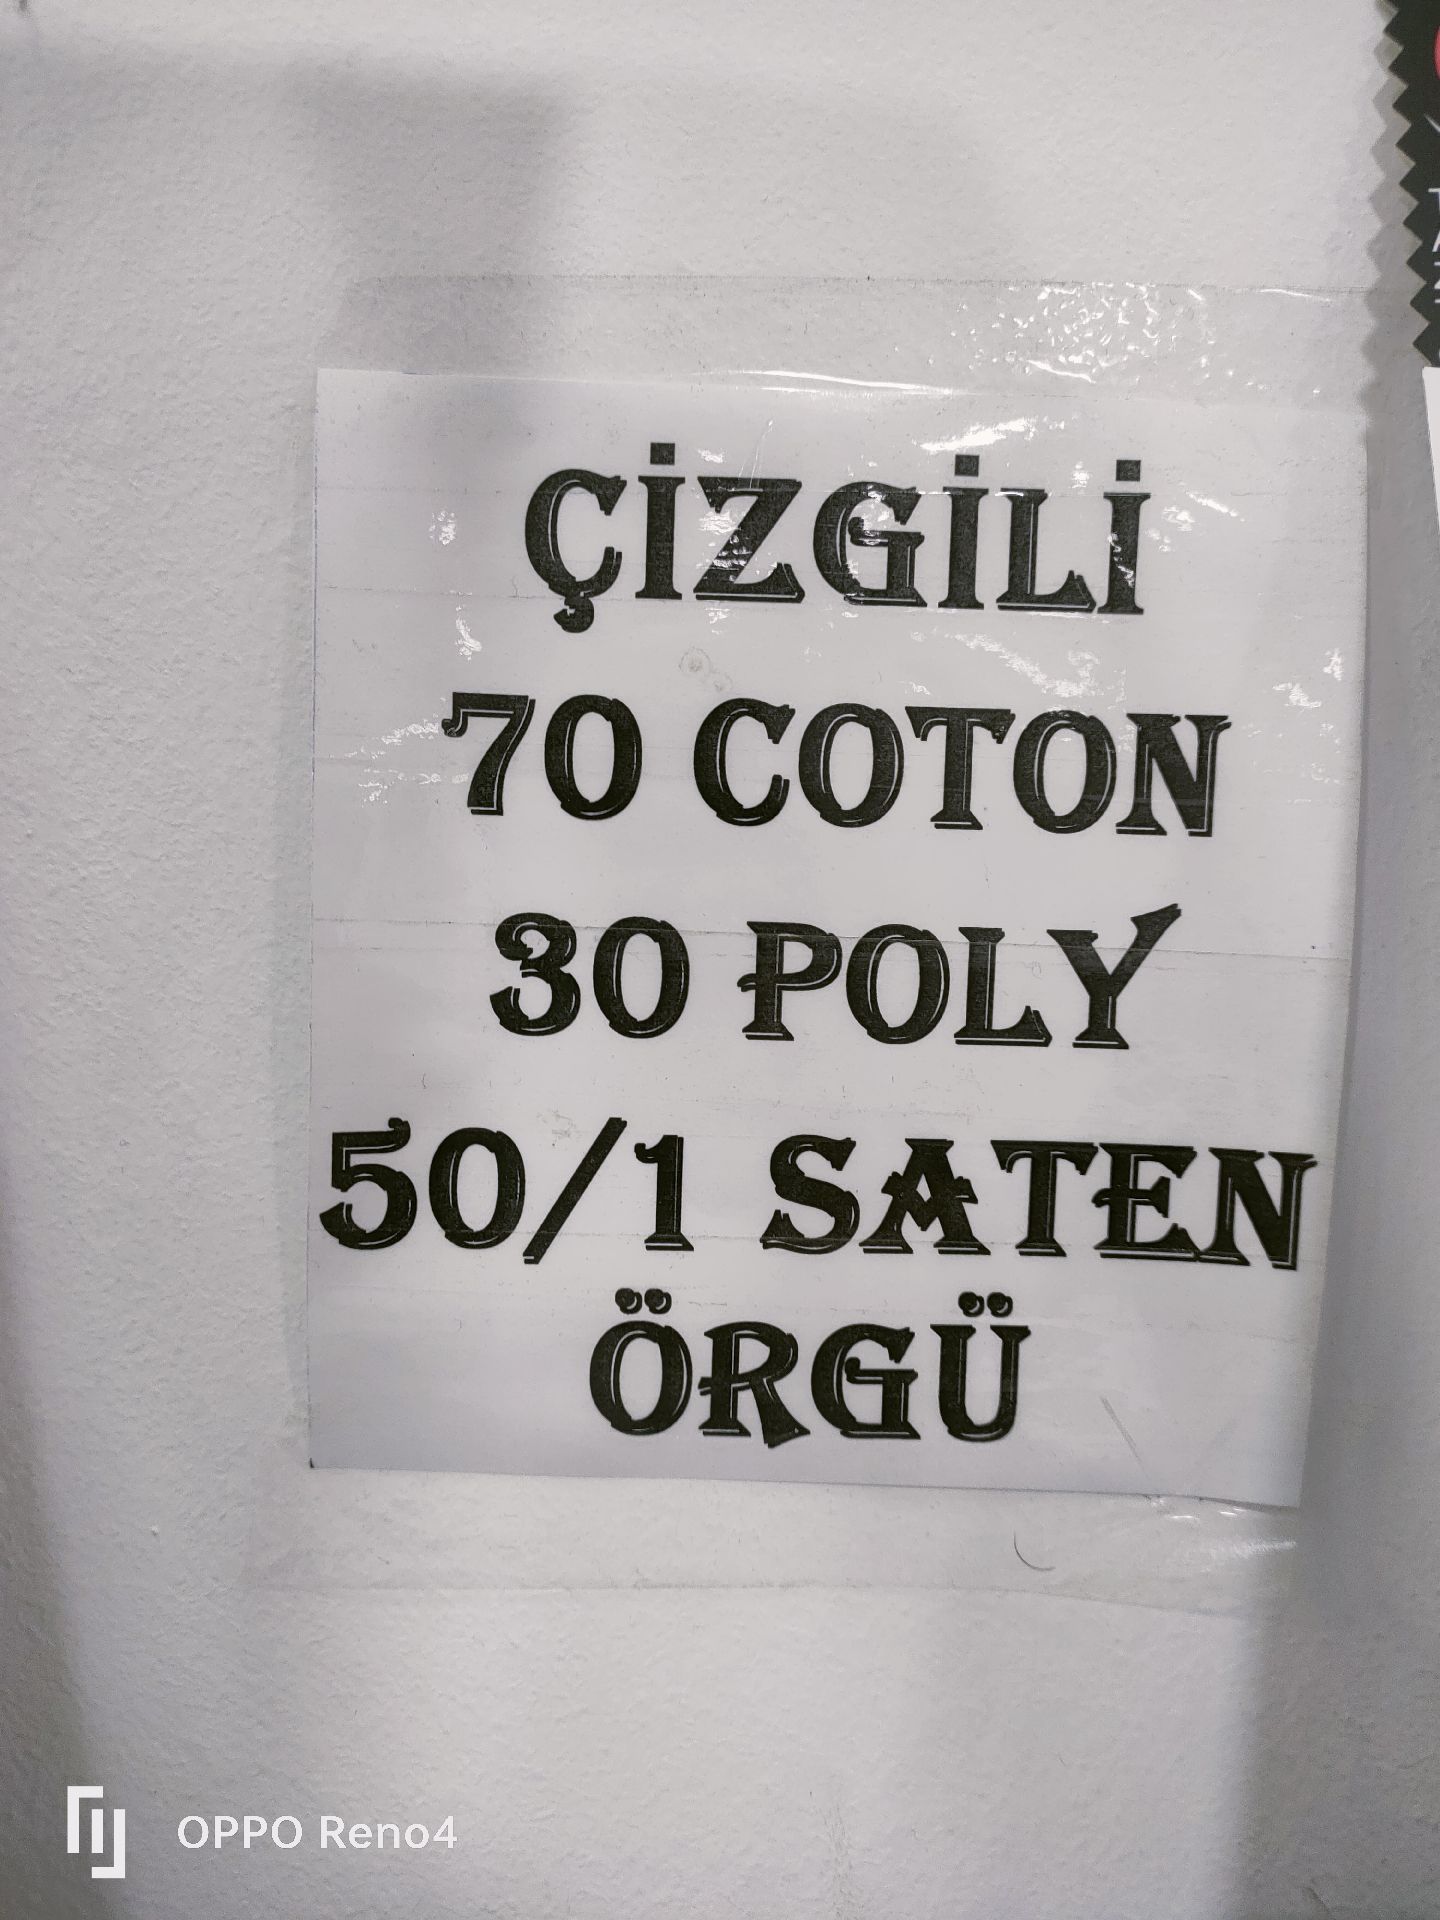 ÇİZGİLİ
70 COTON
30 POLY
50/1 SATEN
ÖRGÜ
OPPO Reno4